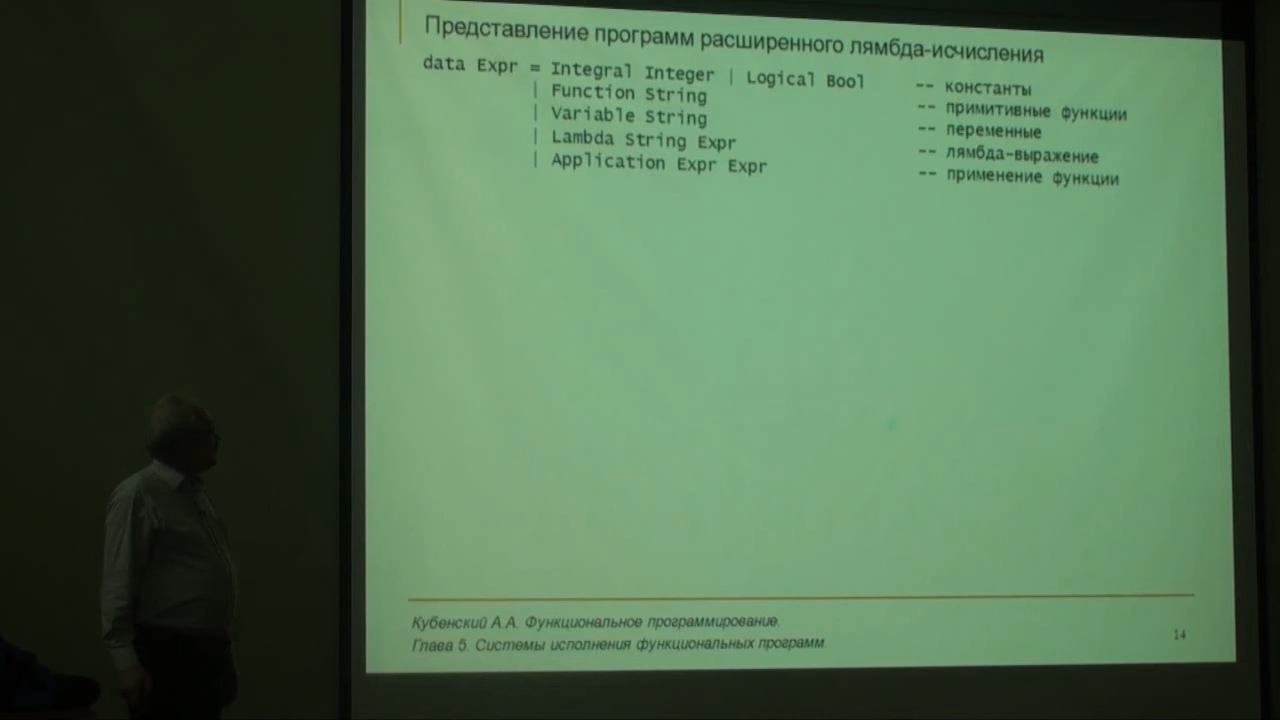 Представление программ расширенного лямбда-исчисления
data Expr = Integral Integer | Logical Bool -- константы
| Function String -- примитивные функции
| Variable String -- переменные
| Lambda String Expr -- лямбда-выражение
| Application Expr Expr -- применение функции
Кубенский А.А. Функциональное программирование.
Глава 5. Системы исполнения функциональных программ.
14